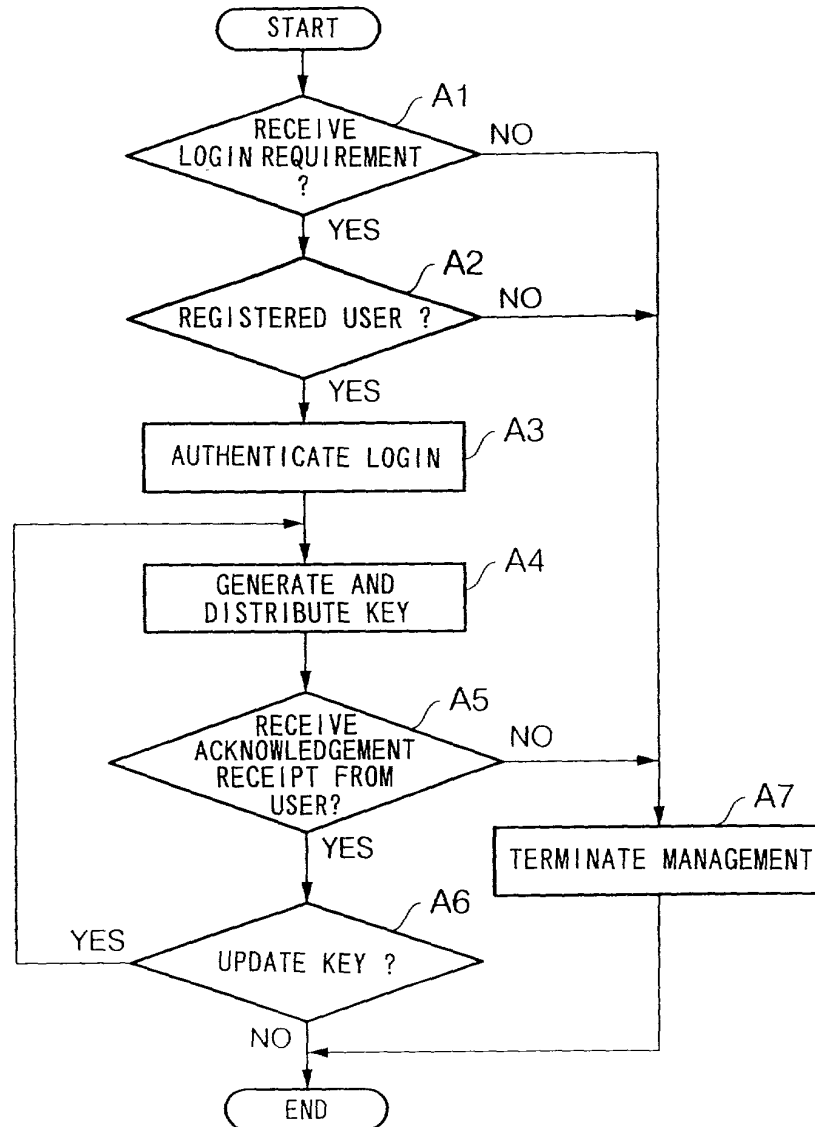 START
A1
RECEIVE
LOGIN REQUIREMENT
?
NO
YES
A2
REGISTERED USER ?
NO
YES
A3
AUTHENTICATE LOGIN
A4
GENERATE AND
DISTRIBUTE KEY
A5
RECEIVE
ACKNOWLEDGEMENT
RECEIPT FROM
USER?
NO
YES
A7
TERMINATE MANAGEMENT
A6
YES
UPDATE KEY ?
NO
END